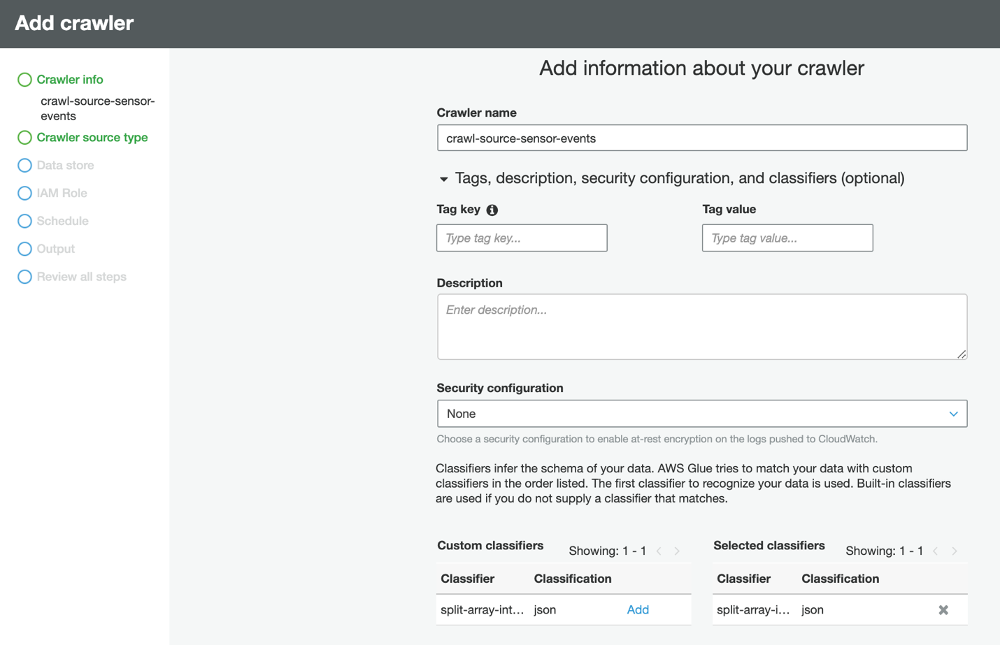 Add crawler
Crawler info
crawl-source-sensor-
events
Crawler source type
Data store
IAM Role
Schedule
Output
Review all steps
Add information about your crawler
Crawler name
crawl-source-sensor-events
Tags, description, security configuration, and classifiers (optional)
Tag key Tag value
Type tag key... Type tag value...
Description
Enter description...
Security configuration
None
Choose a security configuration to enable at-rest encryption on the logs pushed to CloudWatch.
Classifiers infer the schema of your data. AWS Glue tries to match your data with custom
classifiers in the order listed. The first classifier to recognize your data is used. Built-in classifiers
are used if you do not supply a classifier that matches.
Custom classifiers Showing: 1 - 1 < >
Classifier Classification
split-array-int... json Add
Selected classifiers Showing: 1 - 1 < >
Classifier Classification
split-array-i... json